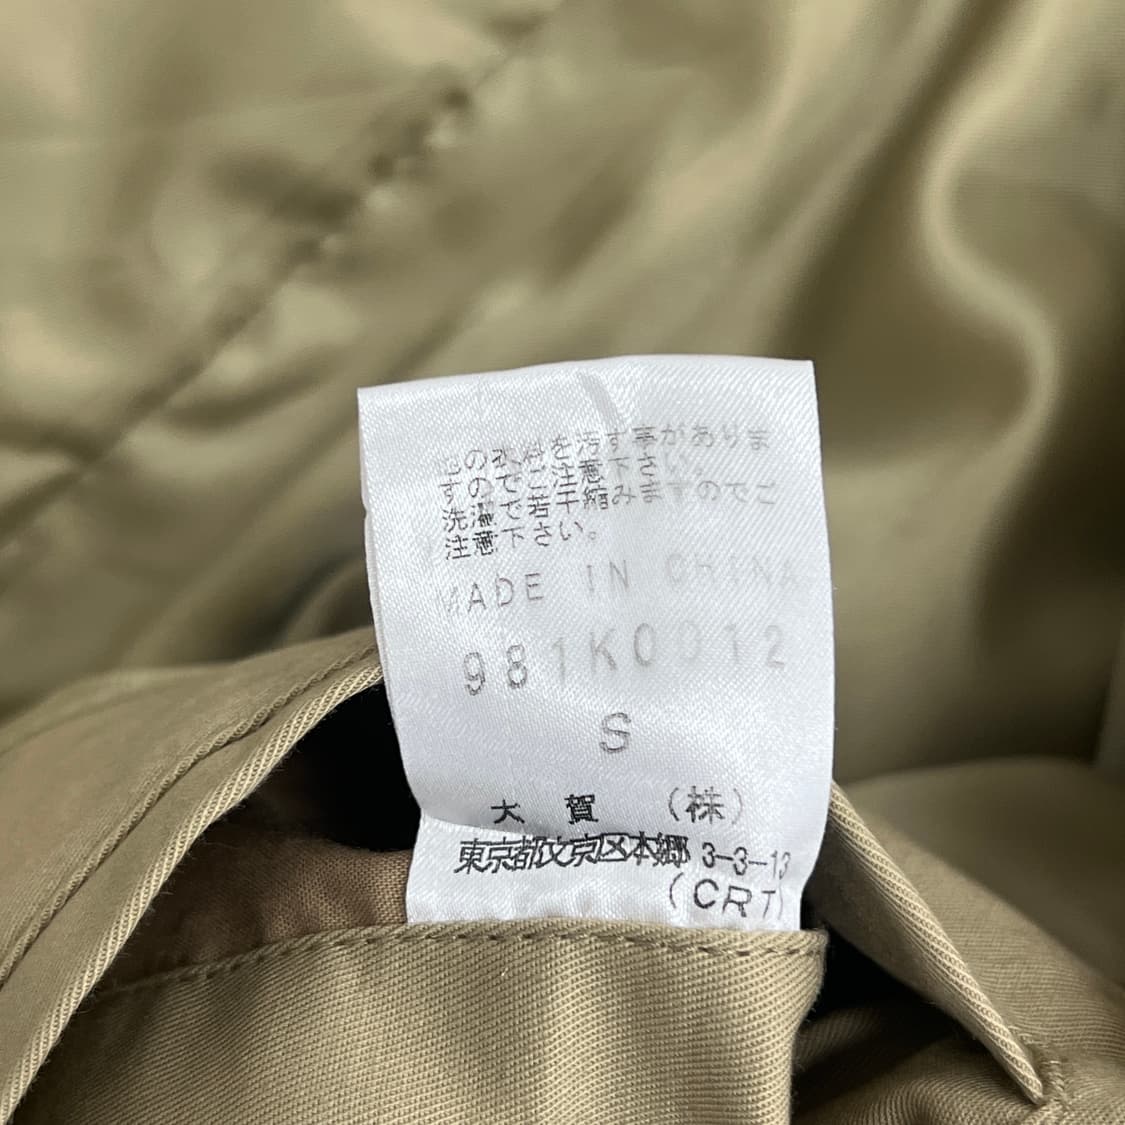 他の衣料を汚す事がありま
すのでご注意下さい。
洗濯で若干縮みますのでご
注意下さい。
MADE IN CHINA
981K0012
S
大賀(株)
東京都文京区本郷 3-3-13
(CRT)